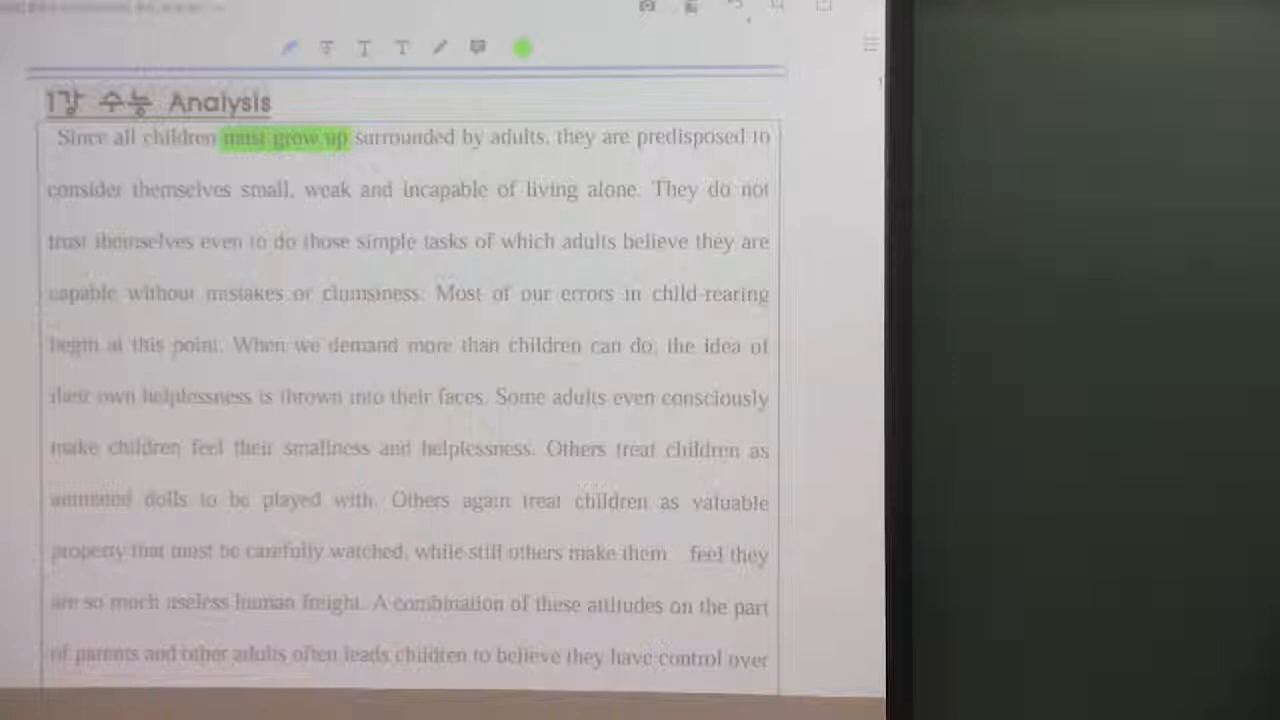 1강 수능 Analysis
Since all children must grow up surrounded by adults, they are predisposed to
consider themselves small, weak and incapable of living alone. They do not
trust themselves even to do those simple tasks of which adults believe they are
capable without mistakes or clumsiness. Most of our errors in child-rearing
begin at this point. When we demand more than children can do, the idea of
their own helplessness is thrown into their faces. Some adults even consciously
make children feel their smallness and helplessness. Others treat children as
animated dolls to be played with. Others again treat children as valuable
property that must be carefully watched, while still others make them feel they
are so much useless human freight. A combination of these attitudes on the part
of parents and other adults often leads children to believe they have control over